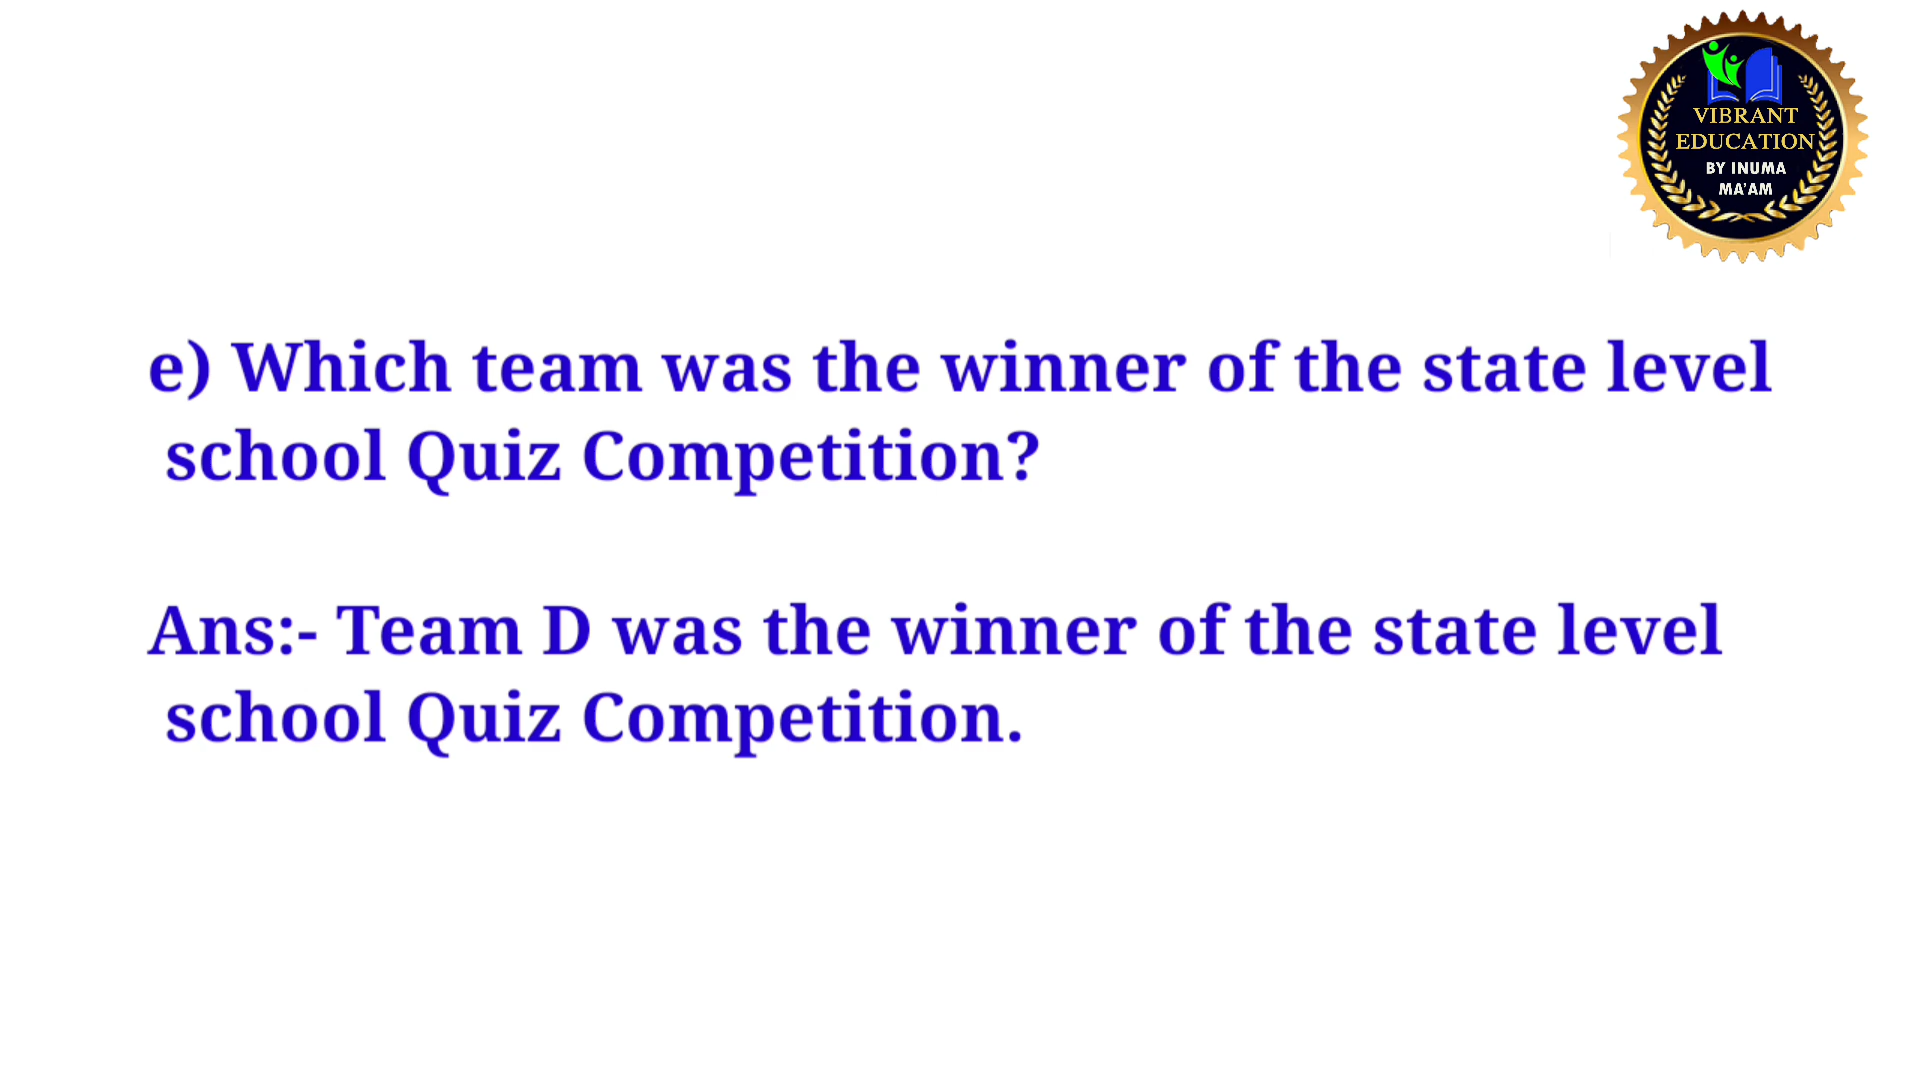 VIBRANT
EDUCATION
BY INUMA
MA'AM
e) Which team was the winner of the state level
school Quiz Competition?
Ans:- Team D was the winner of the state level
school Quiz Competition.